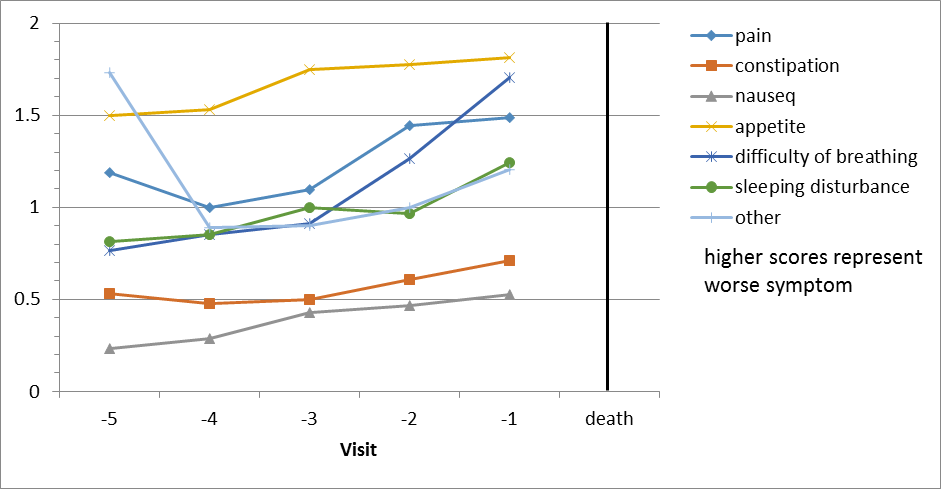 2
1.5
1
0.5
0
-5 -4 -3 -2 -1 death
Visit
pain
constipation
nauseq
appetite
difficulty of breathing
sleeping disturbance
other
higher scores represent
worse symptom